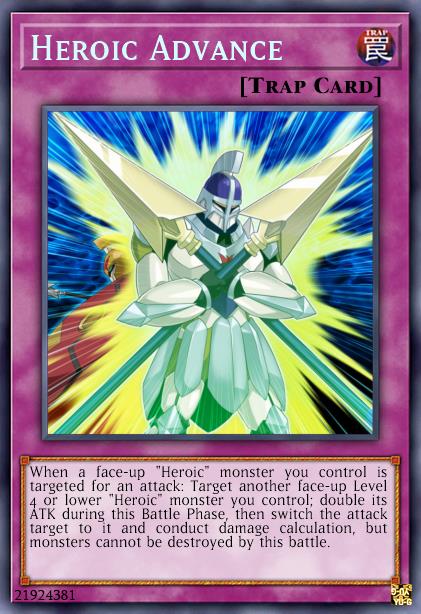 HEROIC ADVANCE
TRAP
罠
[TRAP CARD]
When a face-up "Heroic" monster you control is
targeted for an attack: Target another face-up Level
4 or lower "Heroic" monster you control; double its
ATK during this Battle Phase, then switch the attack
target to it and conduct damage calculation, but
monsters cannot be destroyed by this battle.
21924381